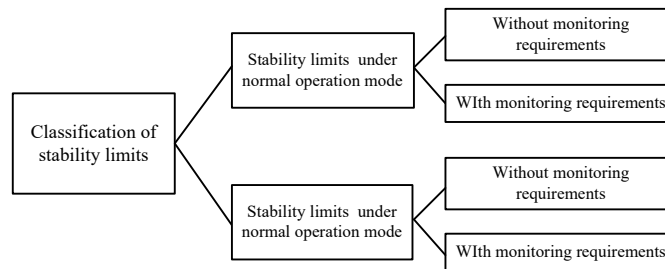 Classification of
stability limits
Stability limits under
normal operation mode
Without monitoring
requirements
WIth monitoring requirements
Stability limits under
normal operation mode
Without monitoring
requirements
WIth monitoring requirements